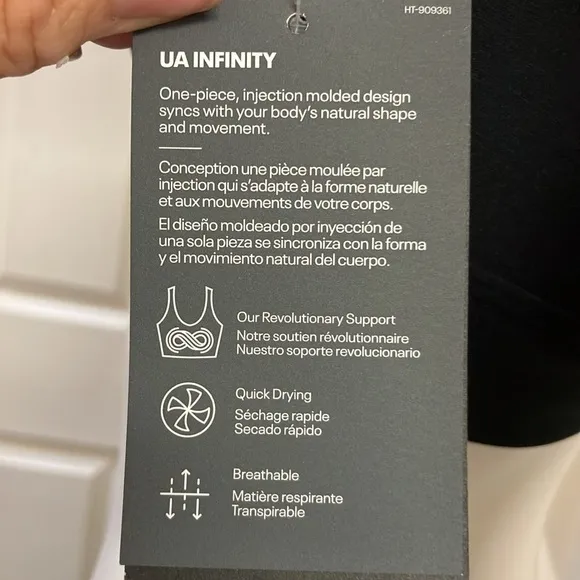 HT-909361
UA INFINITY
One-piece, injection molded design
syncs with your body's natural shape
and movement.
Conception une pièce moulée par
injection qui s'adapte à la forme naturelle
et aux mouvements de votre corps.
El diseño moldeado por inyección de
una sola pieza se sincroniza con la forma
y el movimiento natural del cuerpo.
Our Revolutionary Support
Notre soutien révolutionnaire
Nuestro soporte revolucionario
Quick Drying
Séchage rapide
Secado rápido
Breathable
Matière respirante
Transpirable